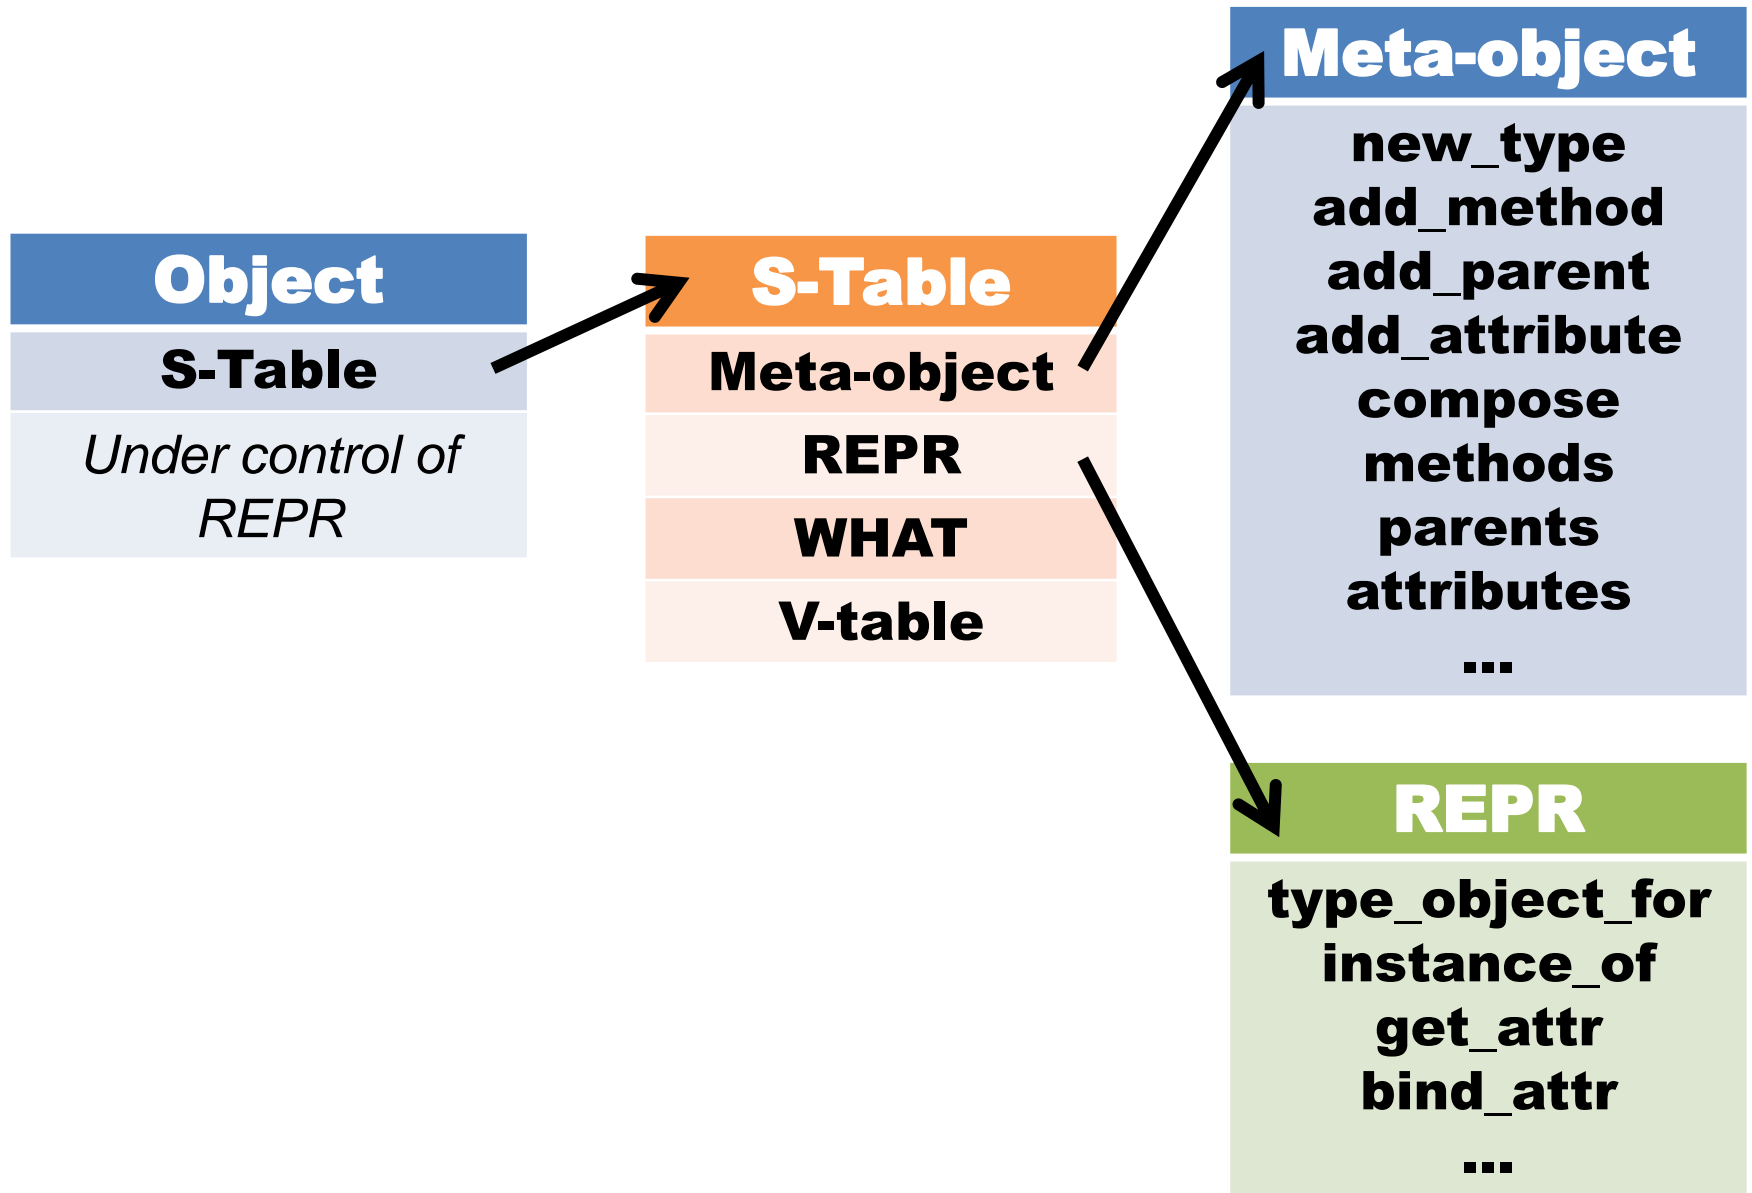 Object
S-Table
Under control of
REPR
S-Table
Meta-object
REPR
WHAT
V-table
Meta-object
new_type
add_method
add_parent
add_attribute
compose
methods
parents
attributes
...
REPR
type_object_for
instance_of
get_attr
bind_attr
...